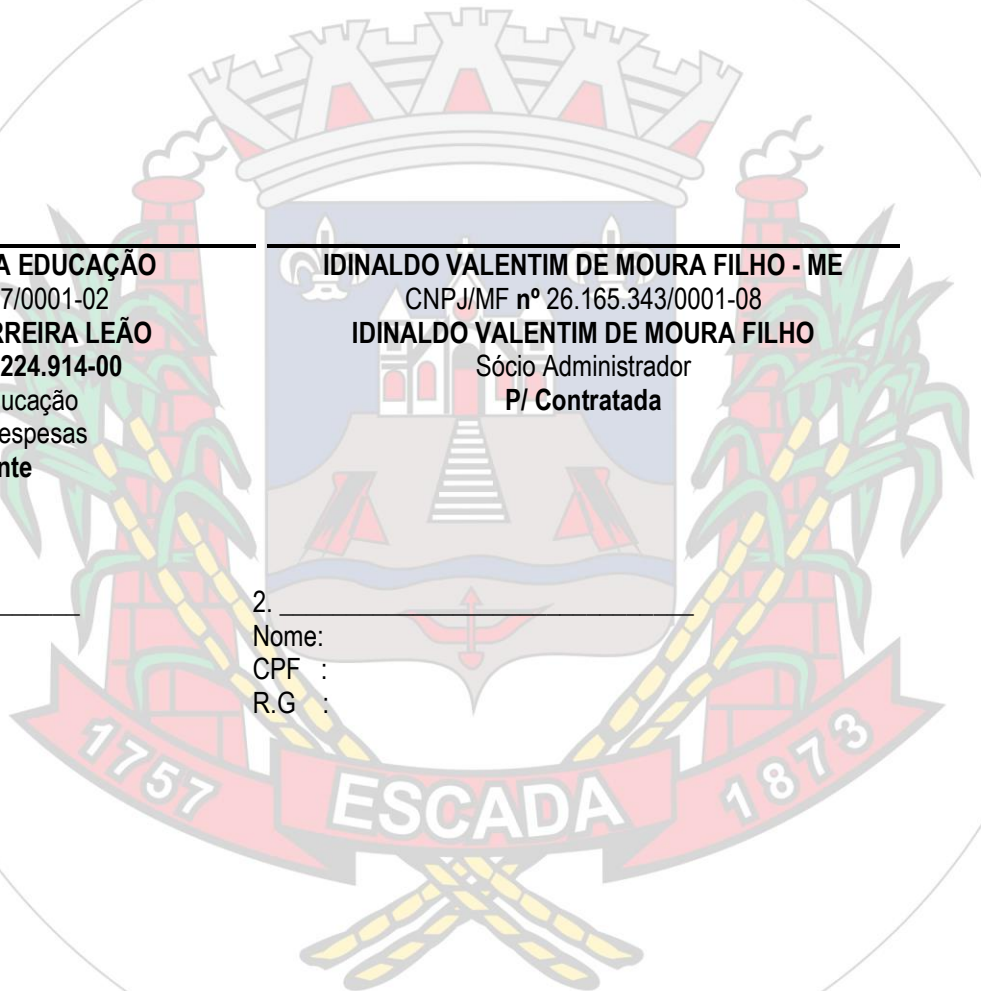 A EDUCAÇÃO
7/0001-02
RREIRA LEÃO
224.914-00
ucação
espesas
nte
IDINALDO VALENTIM DE MOURA FILHO - ME
CNPJ/MF nº 26.165.343/0001-08
IDINALDO VALENTIM DE MOURA FILHO
Sócio Administrador
P/ Contratada
2. ___________________________________
Nome:
CPF :
R.G :
1757 ESCADA 1873